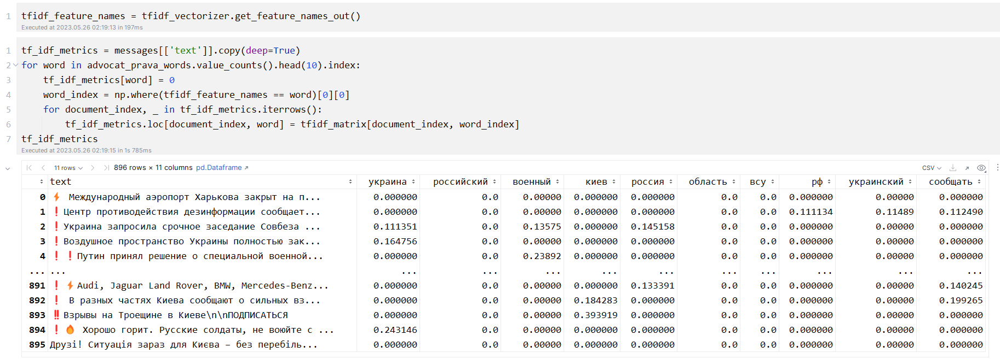 1 tfidf_feature_names = tfidf_vectorizer.get_feature_names_out()
Executed at 2023.05.26 02:19:13 in 197ms
1 tf_idf_metrics = messages[['text']].copy(deep=True)
2 for word in advocat_prava_words.value_counts().head(10).index:
3 tf_idf_metrics[word] = 0
4 word_index = np.where(tfidf_feature_names == word)[0][0]
5 for document_index, _ in tf_idf_metrics.iterrows():
6 tf_idf_metrics.loc[document_index, word] = tfidf_matrix[document_index, word_index]
7 tf_idf_metrics
Executed at 2023.05.26 02:19:15 in 1s 785ms
11 rows 896 rows × 11 columns pd.Dataframe CSV
text украина российский военный киев россия область всу рф украинский сообщать
0 ⚡ Международный аэропорт Харькова закрыт на п... 0.000000 0.0 0.00000 0.000000 0.000000 0.0 0.0 0.000000 0.00000 0.000000
1 ❗Центр противодействия дезинформации сообщает... 0.000000 0.0 0.00000 0.000000 0.000000 0.0 0.0 0.111134 0.11489 0.112490
2 ❗Украина запросила срочное заседание Совбеза ... 0.111351 0.0 0.13575 0.000000 0.145158 0.0 0.0 0.000000 0.00000 0.000000
3 ❗Воздушное пространство Украины полностью зак... 0.164756 0.0 0.00000 0.000000 0.000000 0.0 0.0 0.000000 0.00000 0.000000
4 ❗❗Путин принял решение о специальной военной... 0.000000 0.0 0.23892 0.000000 0.000000 0.0 0.0 0.000000 0.00000 0.000000
... ... ... ... ... ... ... ... ... ... ... ...
891 ❗⚡Audi, Jaguar Land Rover, BMW, Mercedes-Benz... 0.000000 0.0 0.00000 0.000000 0.133391 0.0 0.0 0.000000 0.00000 0.140245
892 ❗ В разных частях Киева сообщают о сильных вз... 0.000000 0.0 0.00000 0.184283 0.000000 0.0 0.0 0.000000 0.00000 0.199265
893 ‼Взрывы на Троещине в Киеве\n\nПОДПИСАТЬСЯ 0.000000 0.0 0.00000 0.393919 0.000000 0.0 0.0 0.000000 0.00000 0.000000
894 ❗🔥 Хорошо горит. Русские солдаты, не воюйте с ... 0.243146 0.0 0.00000 0.000000 0.000000 0.0 0.0 0.000000 0.00000 0.000000
895 Друзі! Ситуація зараз для Києва – без перебіль... 0.000000 0.0 0.00000 0.000000 0.000000 0.0 0.0 0.000000 0.00000 0.000000